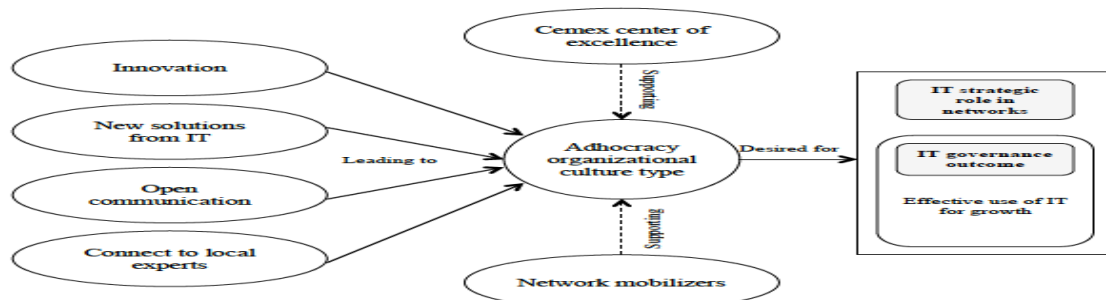 Innovation
New solutions
from IT
Open
communication
Connect to local
experts
Leading to
Cemex center of
excellence
Supporting
Adhocracy
organizational
culture type
Supporting
Network mobilizers
Desired for
IT strategic
role in
networks
IT governance
outcome
Effective use of IT
for growth